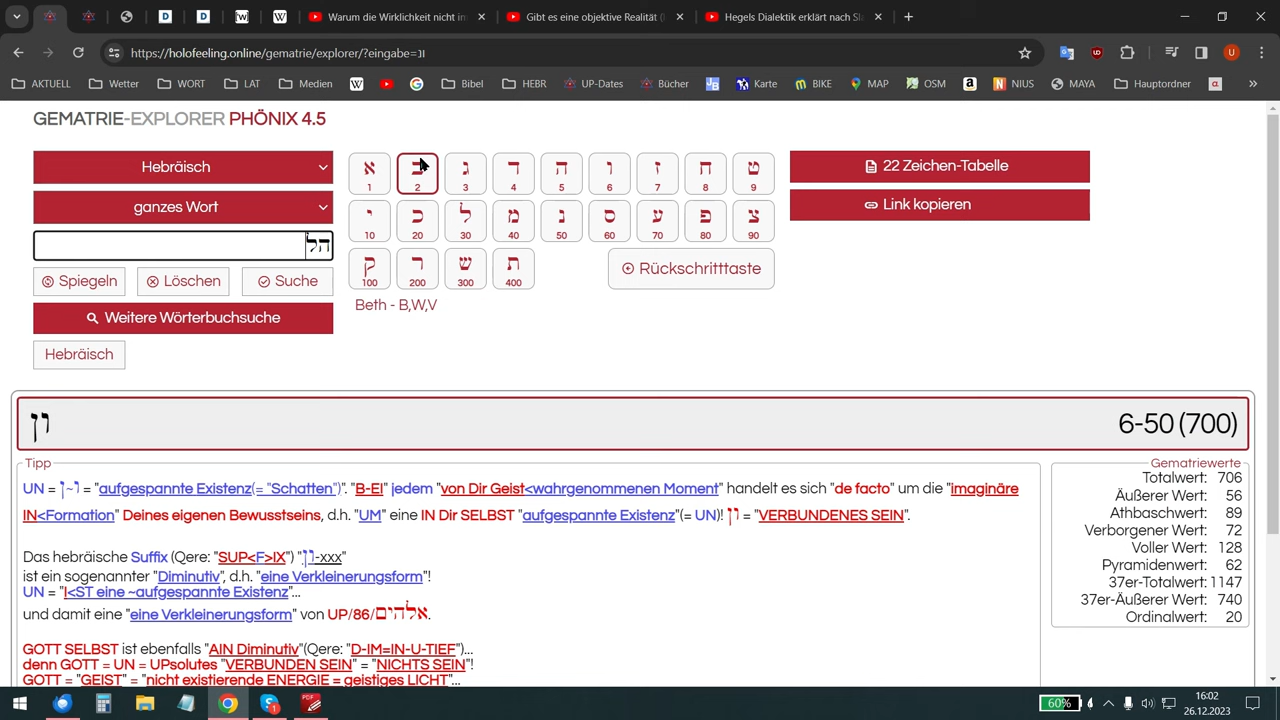 Warum die Wirklichkeit nicht in
Gibt es eine objektive Realität (
Hegels Dialektik erklärt nach Sl
https://holofeeling.online/gematrie/explorer/?eingabe=ון
AKTUELL Wetter WORT LAT Medien Bibel HEBR UP-Dates Bücher Karte BIKE MAP OSM NIUS MAYA Hauptordner
GEMATRIE-EXPLORER PHÖNIX 4.5
Hebräisch
ganzes Wort
הל
Spiegeln Löschen Suche
Weitere Wörterbuchsuche
Hebräisch
א ב ג ד ה ו ז ח ט
1 2 3 4 5 6 7 8 9
י כ ל מ נ ס ע פ צ
10 20 30 40 50 60 70 80 90
ק ר ש ת
100 200 300 400
Rückschritttaste
Beth - B,W,V
22 Zeichen-Tabelle
Link kopieren
ון 6-50 (700)
Tipp
UN = ו~ן = "aufgespannte Existenz(= "Schatten")". "B-EI" jedem "von Dir Geist<wahrgenommenen Moment" handelt es sich "de facto" um die "imaginäre
IN<Formation" Deines eigenen Bewusstseins, d.h. "UM" eine IN Dir SELBST "aufgespannte Existenz"(= UN)! ון = "VERBUNDENES SEIN".
Das hebräische Suffix (Qere: "SUP<F>IX") "ון-xxx"
ist ein sogenannter "Diminutiv", d.h. "eine Verkleinerungsform"!
UN = "I<ST eine ~aufgespannte Existenz"...
und damit eine "eine Verkleinerungsform" von UP/86/אלהים.
GOTT SELBST ist ebenfalls "AIN Diminutiv"(Qere: "D-IM=IN-U-TIEF")...
denn GOTT = UN = UPsolutes "VERBUNDEN SEIN" = "NICHTS SEIN"!
GOTT = "GEIST" = "nicht existierende ENERGIE = geistiges LICHT"...
Gematriewerte
Totalwert: 706
Äußerer Wert: 56
Athbaschwert: 89
Verborgener Wert: 72
Voller Wert: 128
Pyramidenwert: 62
37er-Totalwert: 1147
37er-Äußerer Wert: 740
Ordinalwert: 20
60%
16:02
26.12.2023